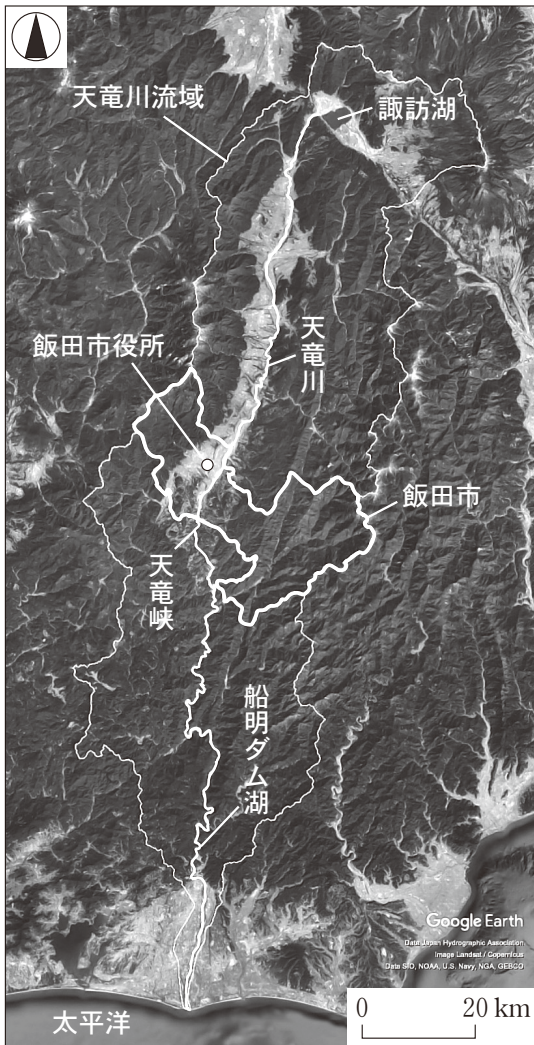 天竜川流域
諏訪湖
飯田市役所
天竜川
飯田市
天竜峡
船明ダム湖
Google Earth
Data Japan Hydrographic Association
Image Landsat / Copernicus
Data SIO, NOAA, U.S. Navy, NGA, GEBCO
太平洋
0 20 km